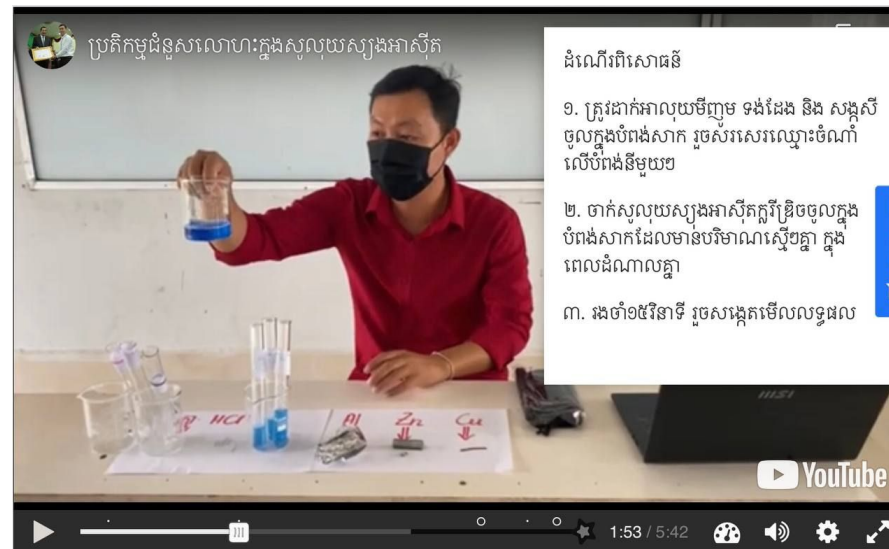 ប្រតិកម្មជំនួសលោហៈក្នុងសូលុយស្យុងអាស៊ីត
ដំណើរពិសោធន៍
១. ត្រូវដាក់អាលុយមីញូម ទង់ដែង និង សង្កសី
ចូលក្នុងបំពង់សាក រួចសរសេរឈ្មោះចំណាំ
លើបំពង់នីមួយៗ
២. ចាក់សូលុយស្យុងអាស៊ីតក្លរីឌ្រិចចូលក្នុង
បំពង់សាកដែលមានបរិមាណស្មើៗគ្នា ក្នុង
ពេលដំណាលគ្នា
៣. រងចាំ១៥វិនាទី រួចសង្កេតមើលលទ្ធផល
HCl
Al Zn Cu
msi
YouTube
1:53 / 5:42